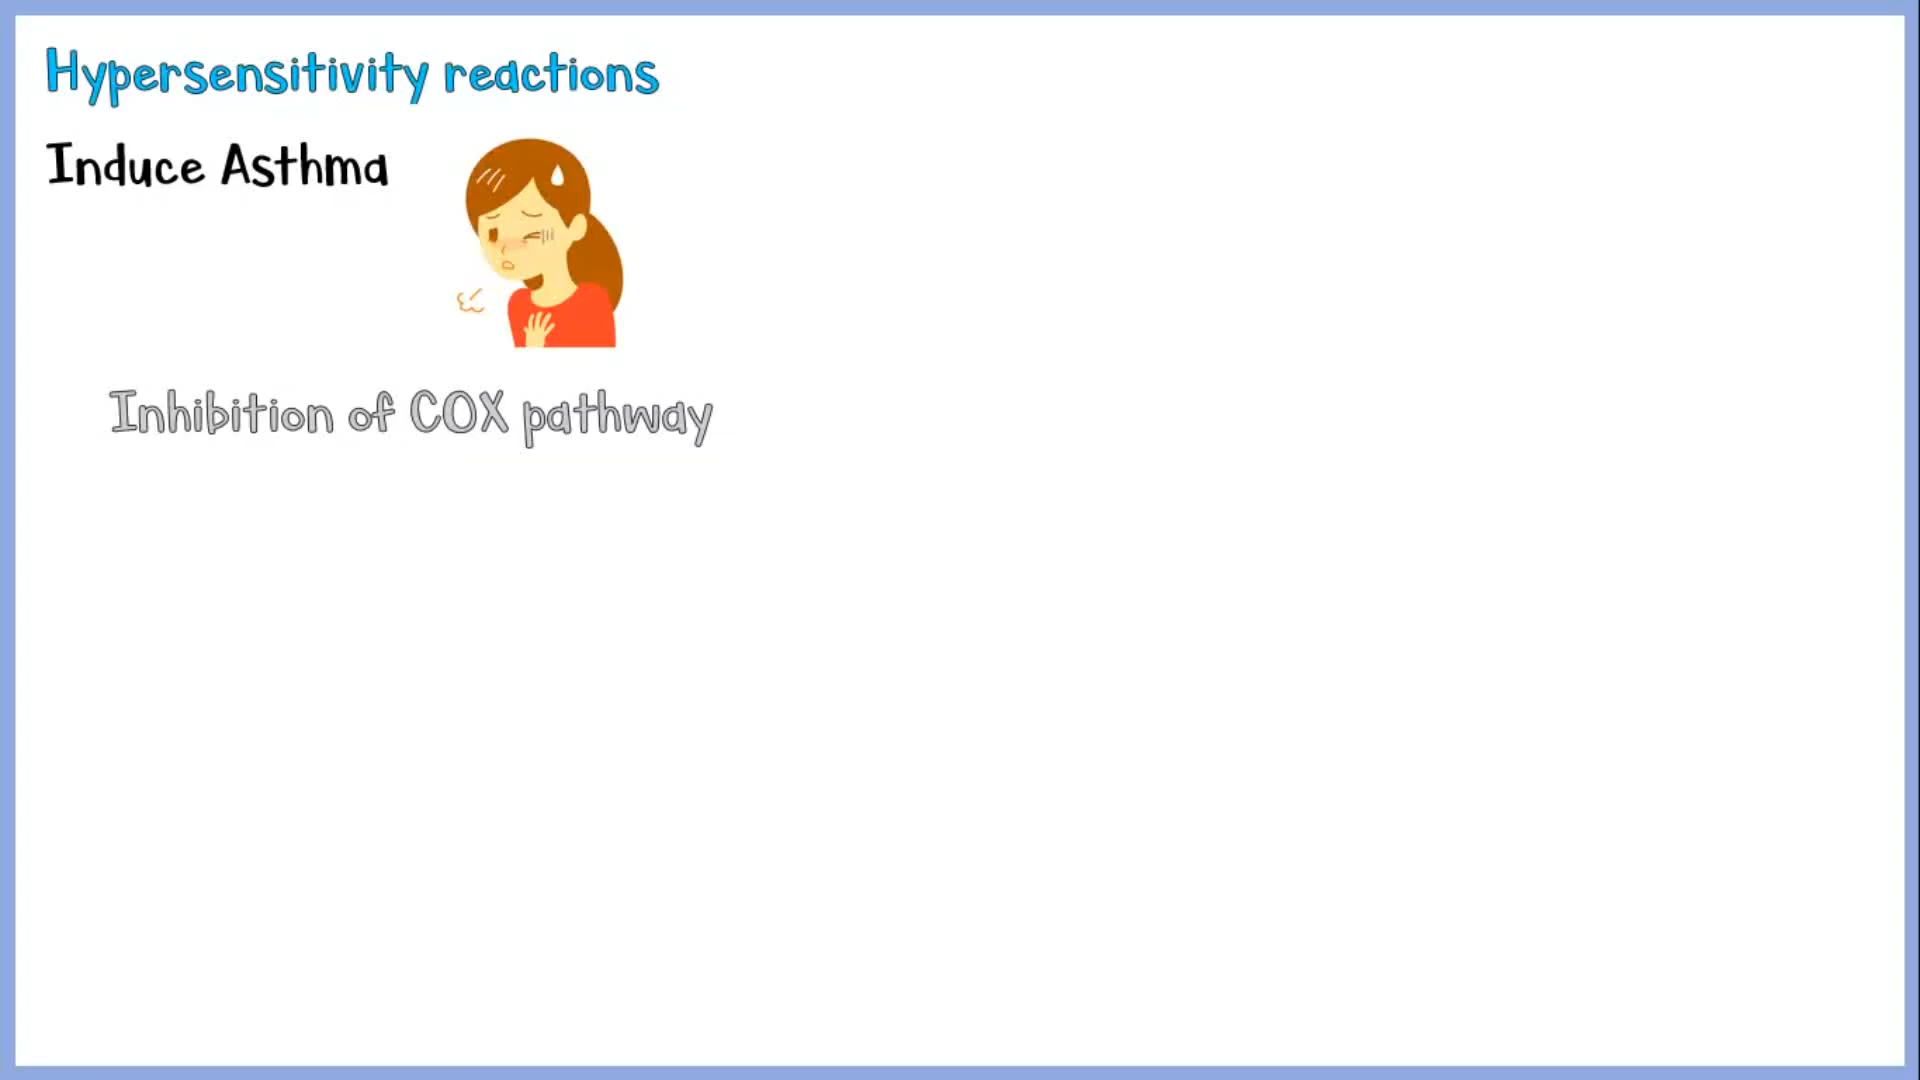 Hypersensitivity reactions
Induce Asthma
Inhibition of COX pathway